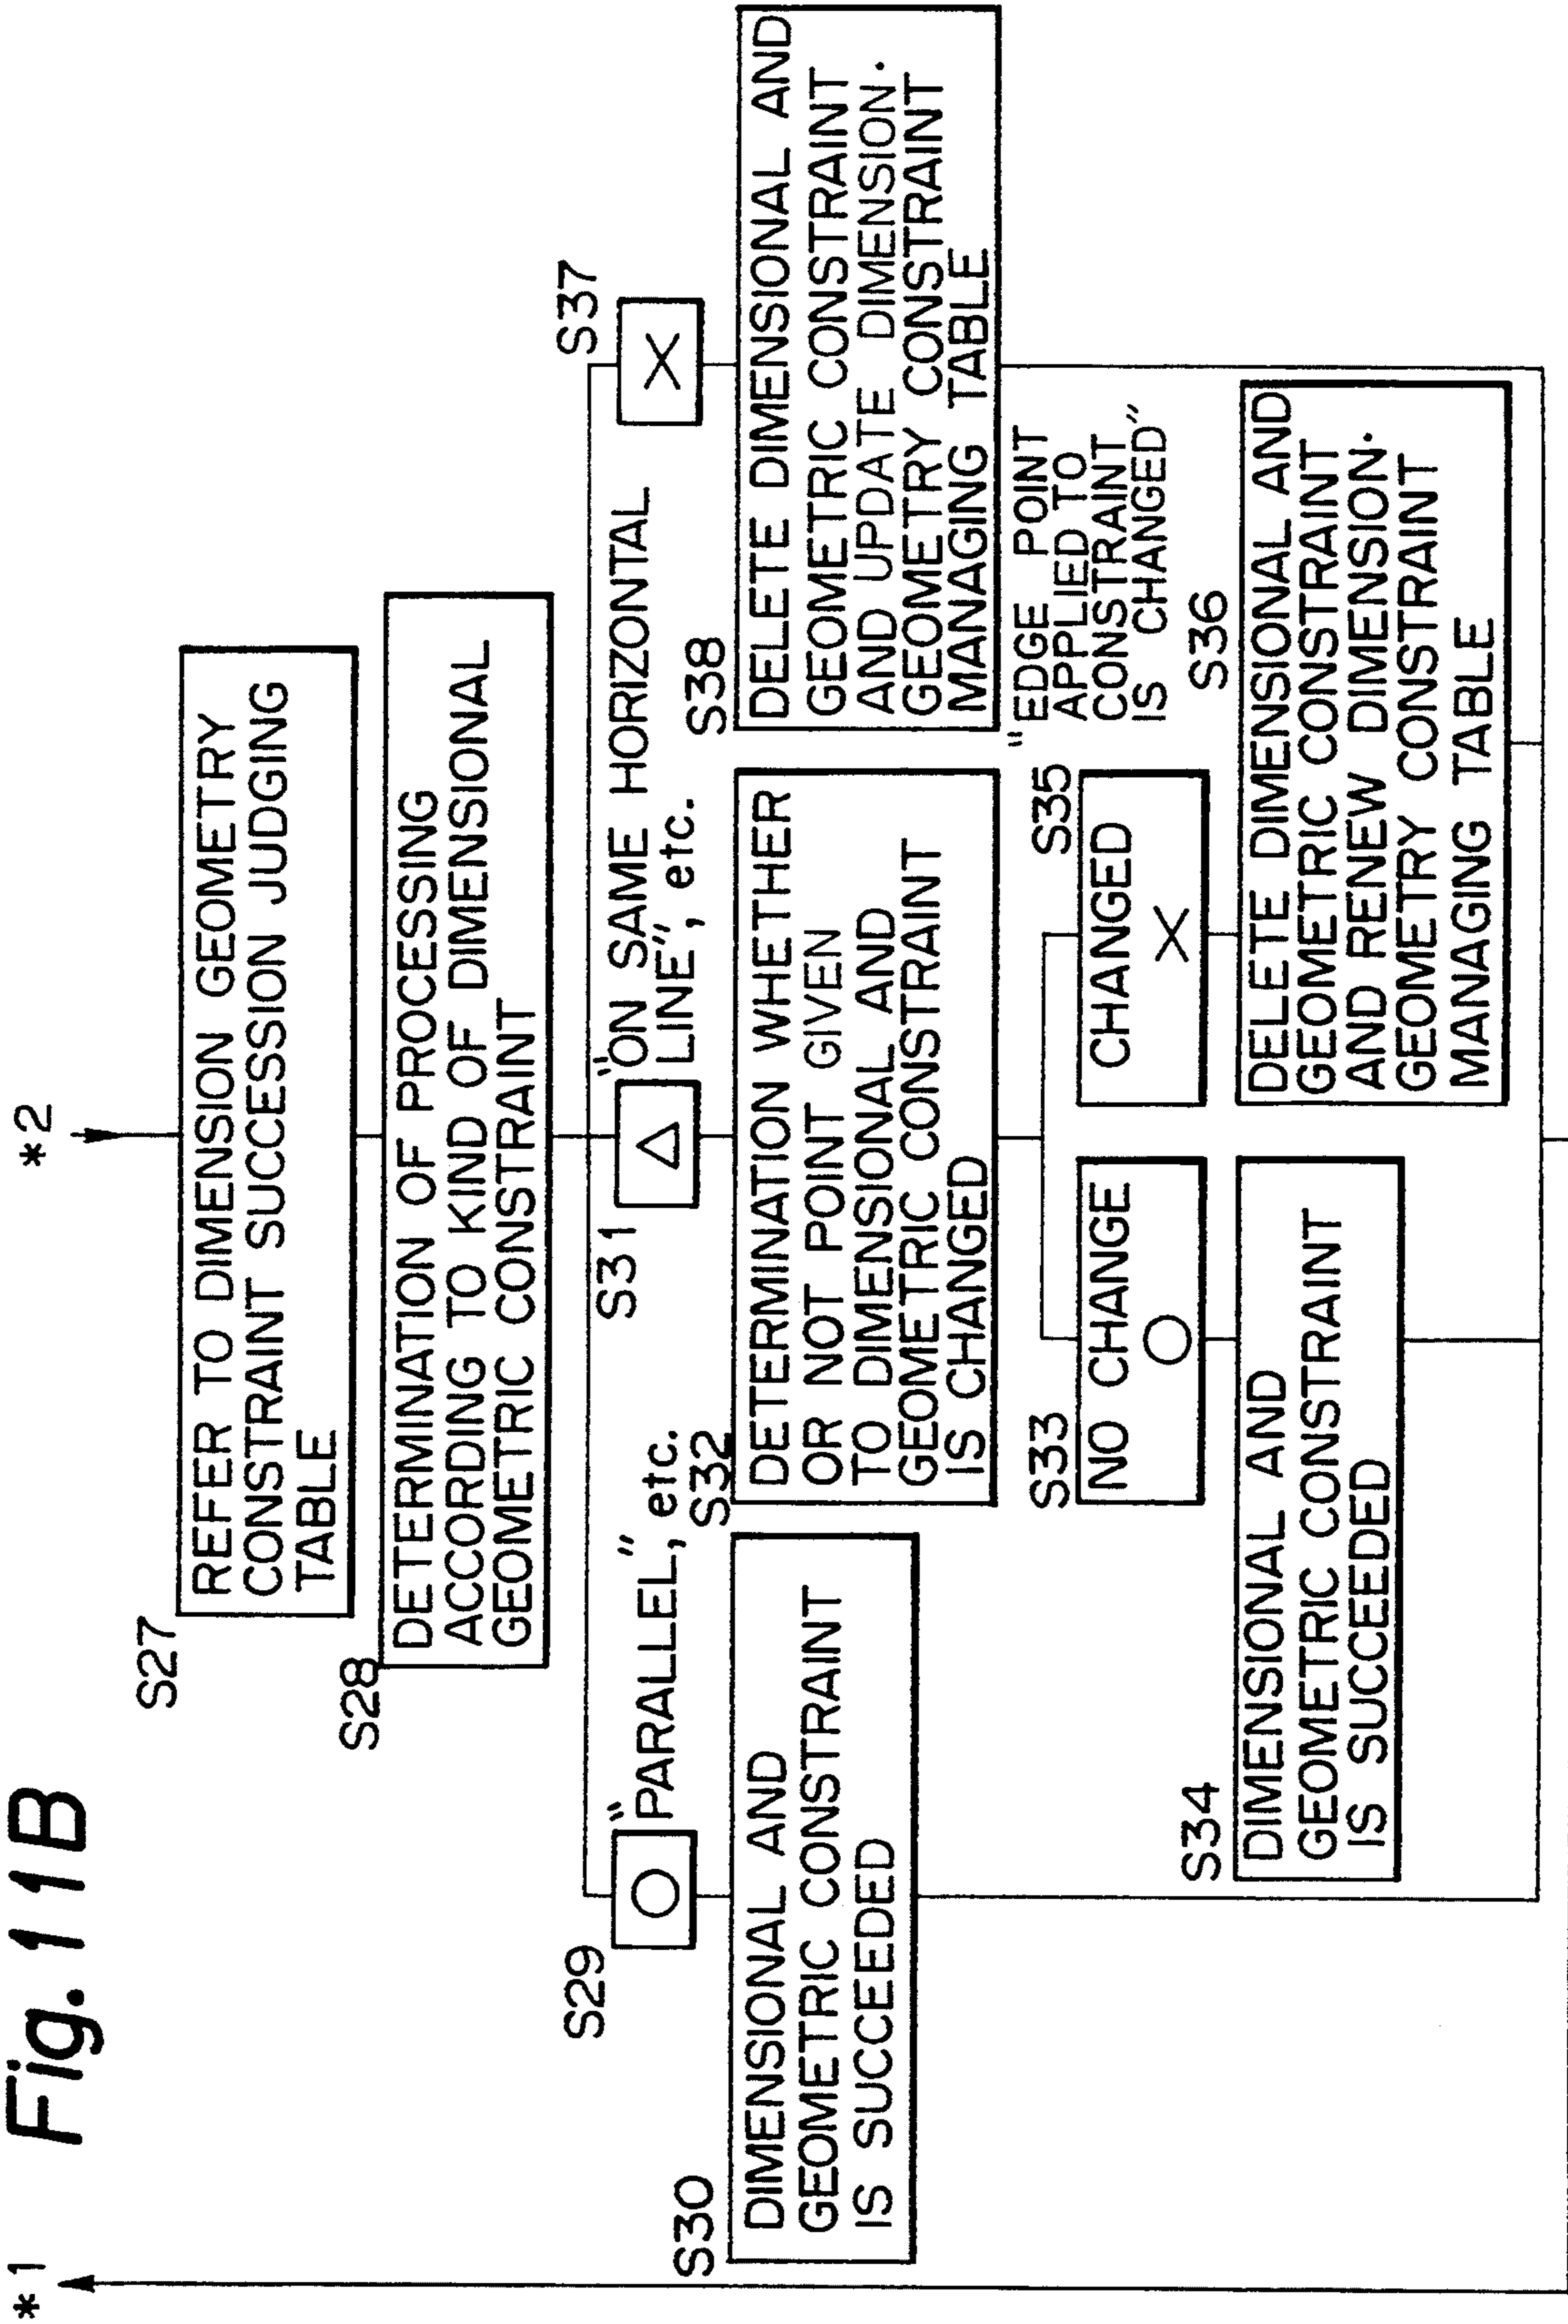 *1
Fig. 11B
*2
S27
REFER TO DIMENSION GEOMETRY
CONSTRAINT SUCCESSION JUDGING
TABLE
S28
DETERMINATION OF PROCESSING
ACCORDING TO KIND OF DIMENSIONAL
GEOMETRIC CONSTRAINT
S29
○
"PARALLEL", etc.
S30
DIMENSIONAL AND
GEOMETRIC CONSTRAINT
IS SUCCEEDED
S31
△
"ON SAME HORIZONTAL
LINE", etc.
S32
DETERMINATION WHETHER
OR NOT POINT GIVEN
TO DIMENSIONAL AND
GEOMETRIC CONSTRAINT
IS CHANGED
S33
NO CHANGE
○
S34
DIMENSIONAL AND
GEOMETRIC CONSTRAINT
IS SUCCEEDED
S35
CHANGED
X
"EDGE POINT
APPLIED TO
CONSTRAINT
IS CHANGED"
S36
DELETE DIMENSIONAL AND
GEOMETRIC CONSTRAINT
AND RENEW DIMENSION·
GEOMETRY CONSTRAINT
MANAGING TABLE
S37
X
S38
DELETE DIMENSIONAL AND
GEOMETRIC CONSTRAINT
AND UPDATE DIMENSION·
GEOMETRY CONSTRAINT
MANAGING TABLE